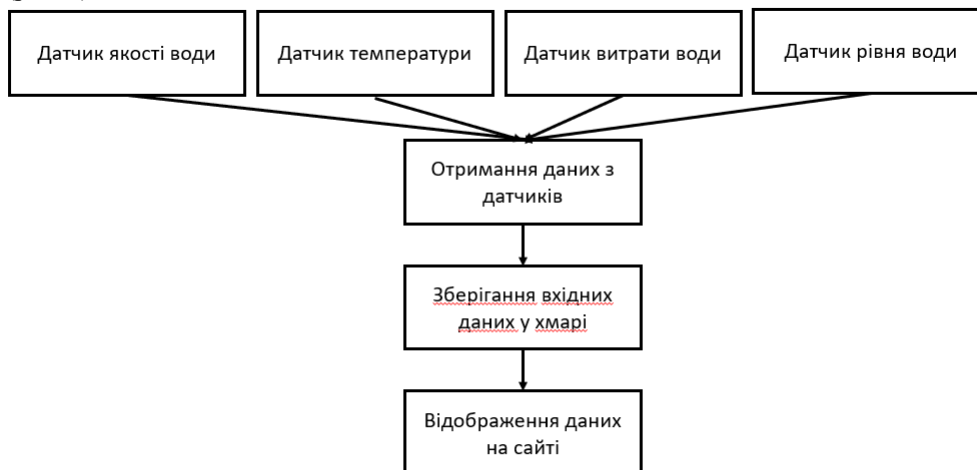 Датчик якості води
Датчик температури
Датчик витрати води
Датчик рівня води
Отримання даних з
датчиків
Зберігання вхідних
даних у хмарі
Відображення даних
на сайті